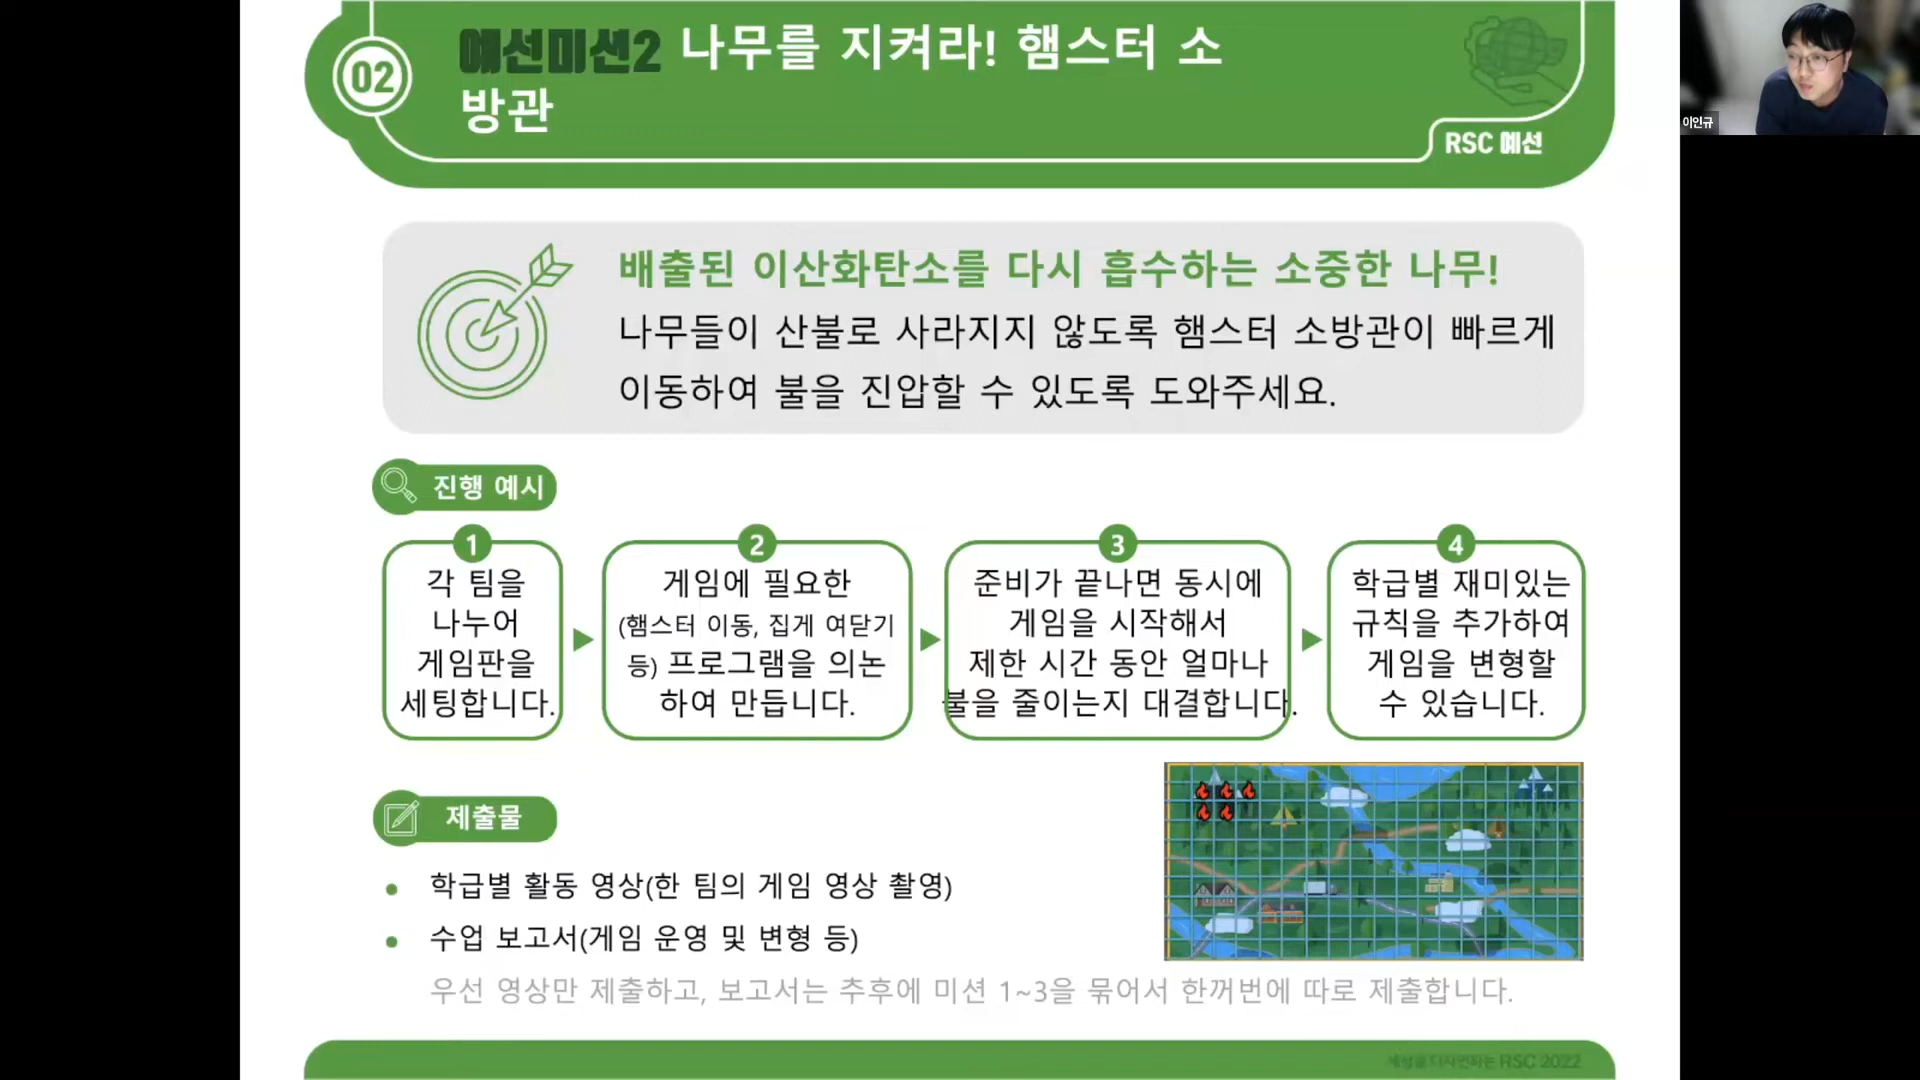 02
예선미션2 나무를 지켜라! 햄스터 소
방관
RSC 예선
이인규
배출된 이산화탄소를 다시 흡수하는 소중한 나무!
나무들이 산불로 사라지지 않도록 햄스터 소방관이 빠르게
이동하여 불을 진압할 수 있도록 도와주세요.
진행 예시
1
각 팀을
나누어
게임판을
세팅합니다.
2
게임에 필요한
(햄스터 이동, 집게 여닫기
등) 프로그램을 의논
하여 만듭니다.
3
준비가 끝나면 동시에
게임을 시작해서
제한 시간 동안 얼마나
불을 줄이는지 대결합니다.
4
학급별 재미있는
규칙을 추가하여
게임을 변형할
수 있습니다.
제출물
• 학급별 활동 영상(한 팀의 게임 영상 촬영)
• 수업 보고서(게임 운영 및 변형 등)
우선 영상만 제출하고, 보고서는 추후에 미션 1~3을 묶어서 한꺼번에 따로 제출합니다.
세상을 디자인하는 RSC 2022